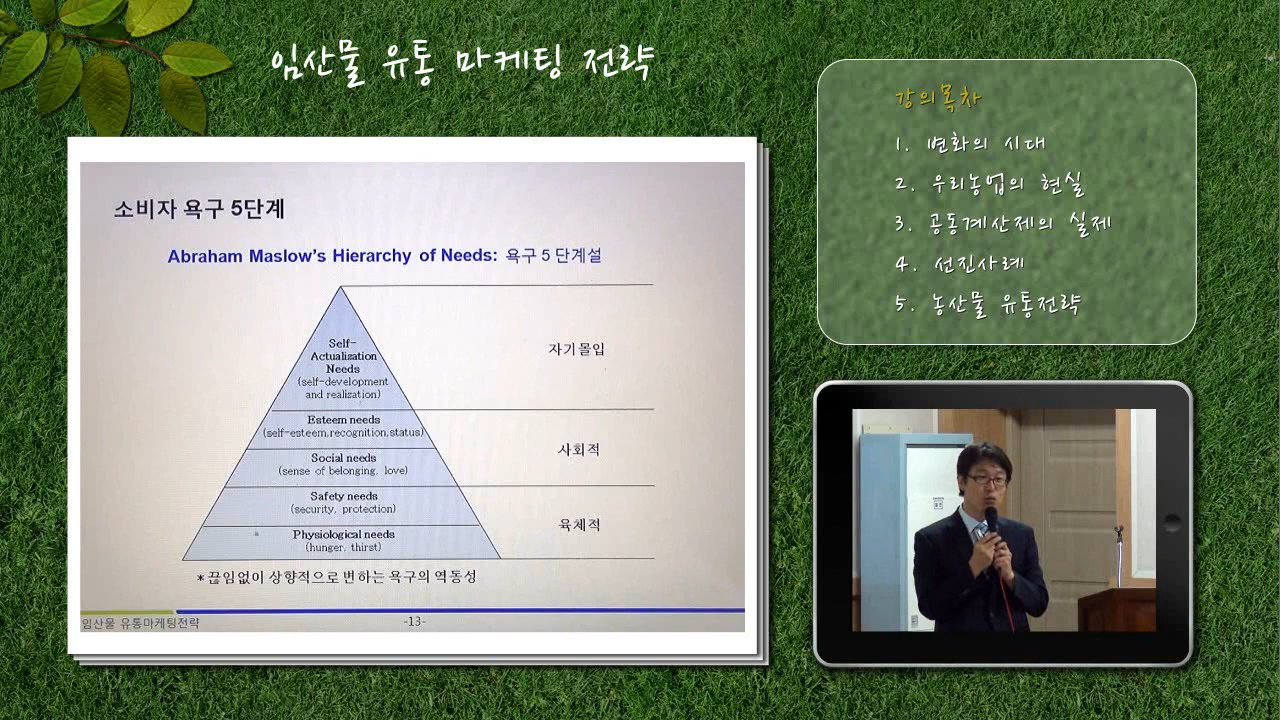 임산물 유통 마케팅 전략
소비자 욕구 5단계
Abraham Maslow's Hierarchy of Needs: 욕구 5 단계설
Self-
Actualization
Needs
(self-development
and realization)
자기몰입
Esteem needs
(self-esteem,recognition,status)
Social needs
(sense of belonging, love)
사회적
Safety needs
(security, protection)
Physiological needs
(hunger, thirst)
육체적
* 끊임없이 상향적으로 변하는 욕구의 역동성
임산물 유통마케팅전략
-13-
강의목차
1. 변화의 시대
2. 우리농업의 현실
3. 공동계산제의 실제
4. 선진사례
5. 농산물 유통전략